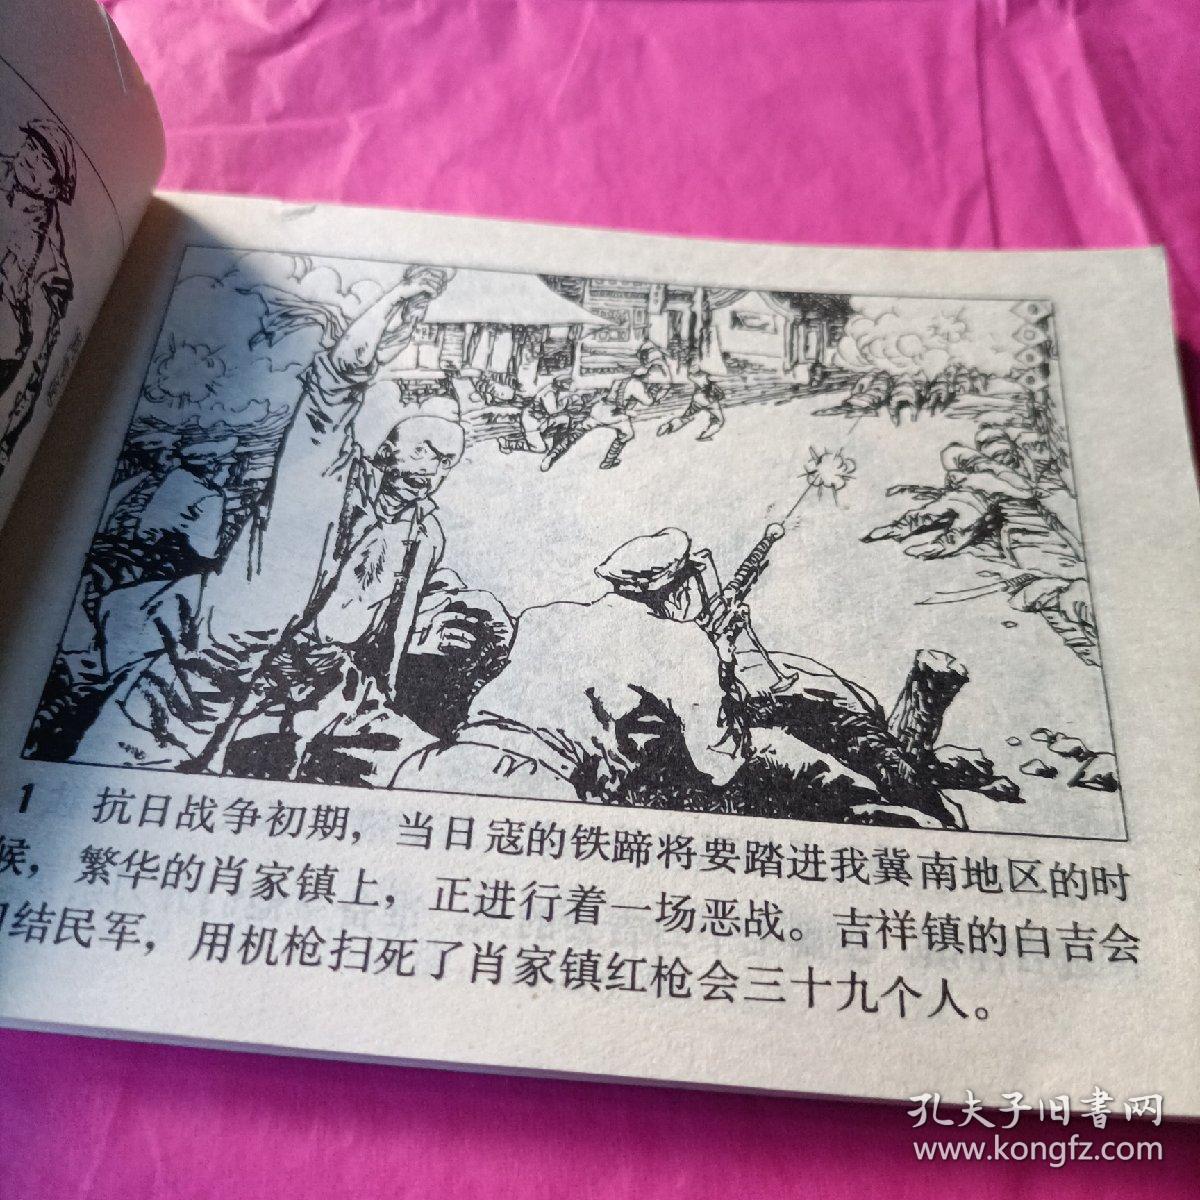 1 抗日战争初期，当日寇的铁蹄将要踏进我冀南地区的时
候，繁华的肖家镇上，正进行着一场恶战。吉祥镇的白吉会
结民军，用机枪扫死了肖家镇红枪会三十九个人。
孔夫子旧书网
www.kongfz.com